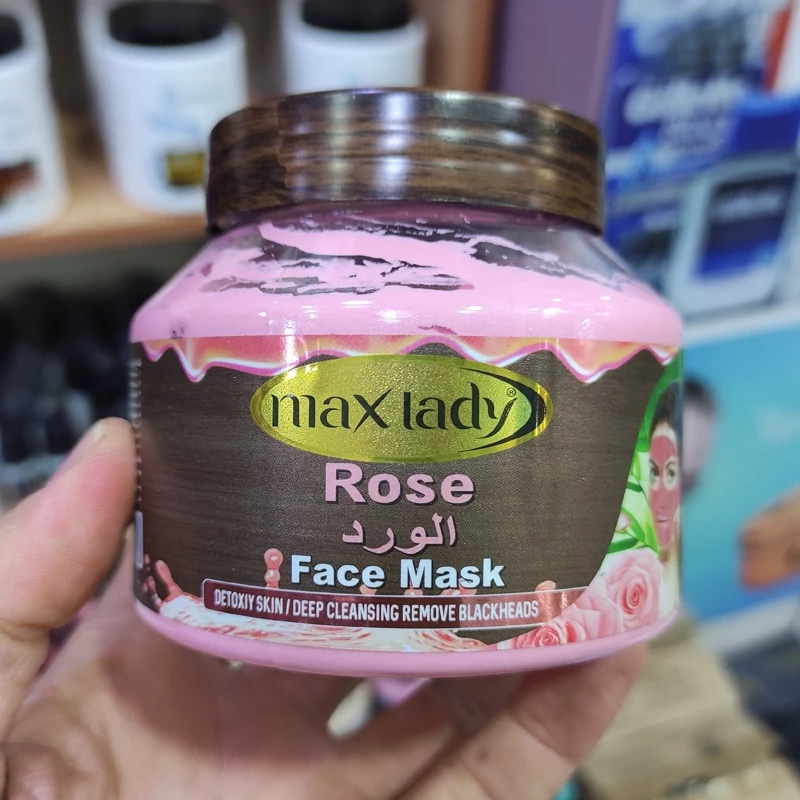 max lady®
Rose
الورد
Face Mask
DETOXIY SKIN / DEEP CLEANSING REMOVE BLACKHEADS